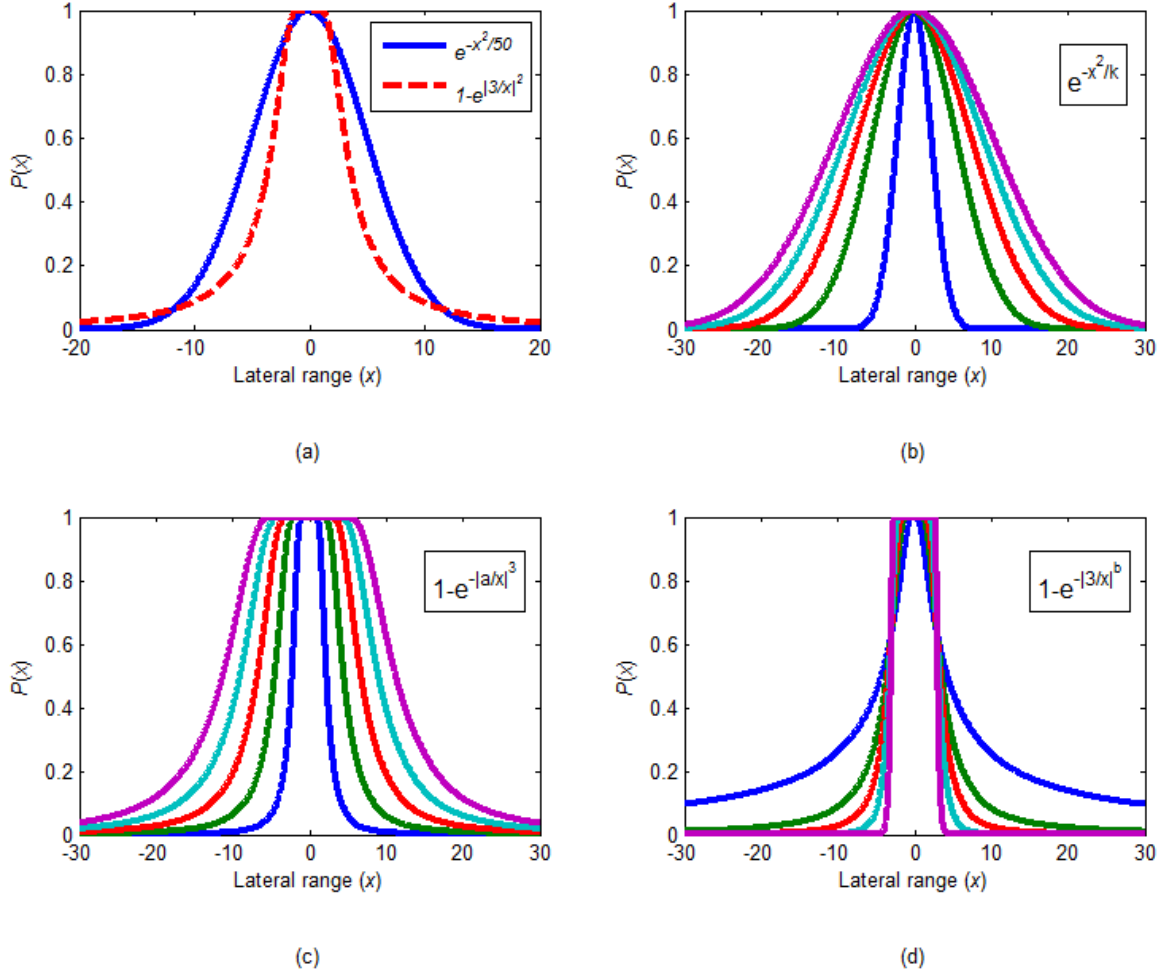 1
0.8
0.6
0.4
0.2
0
P(x)
-20 -10 0 10 20
Lateral range (x)
e-x²/50
1-e|3/x|²
(a)
1
0.8
0.6
0.4
0.2
0
P(x)
-30 -20 -10 0 10 20 30
Lateral range (x)
e-x²/k
(b)
1
0.8
0.6
0.4
0.2
0
P(x)
-30 -20 -10 0 10 20 30
Lateral range (x)
1-e-|a/x|³
(c)
1
0.8
0.6
0.4
0.2
0
P(x)
-30 -20 -10 0 10 20 30
Lateral range (x)
1-e-|3/x|ᵇ
(d)